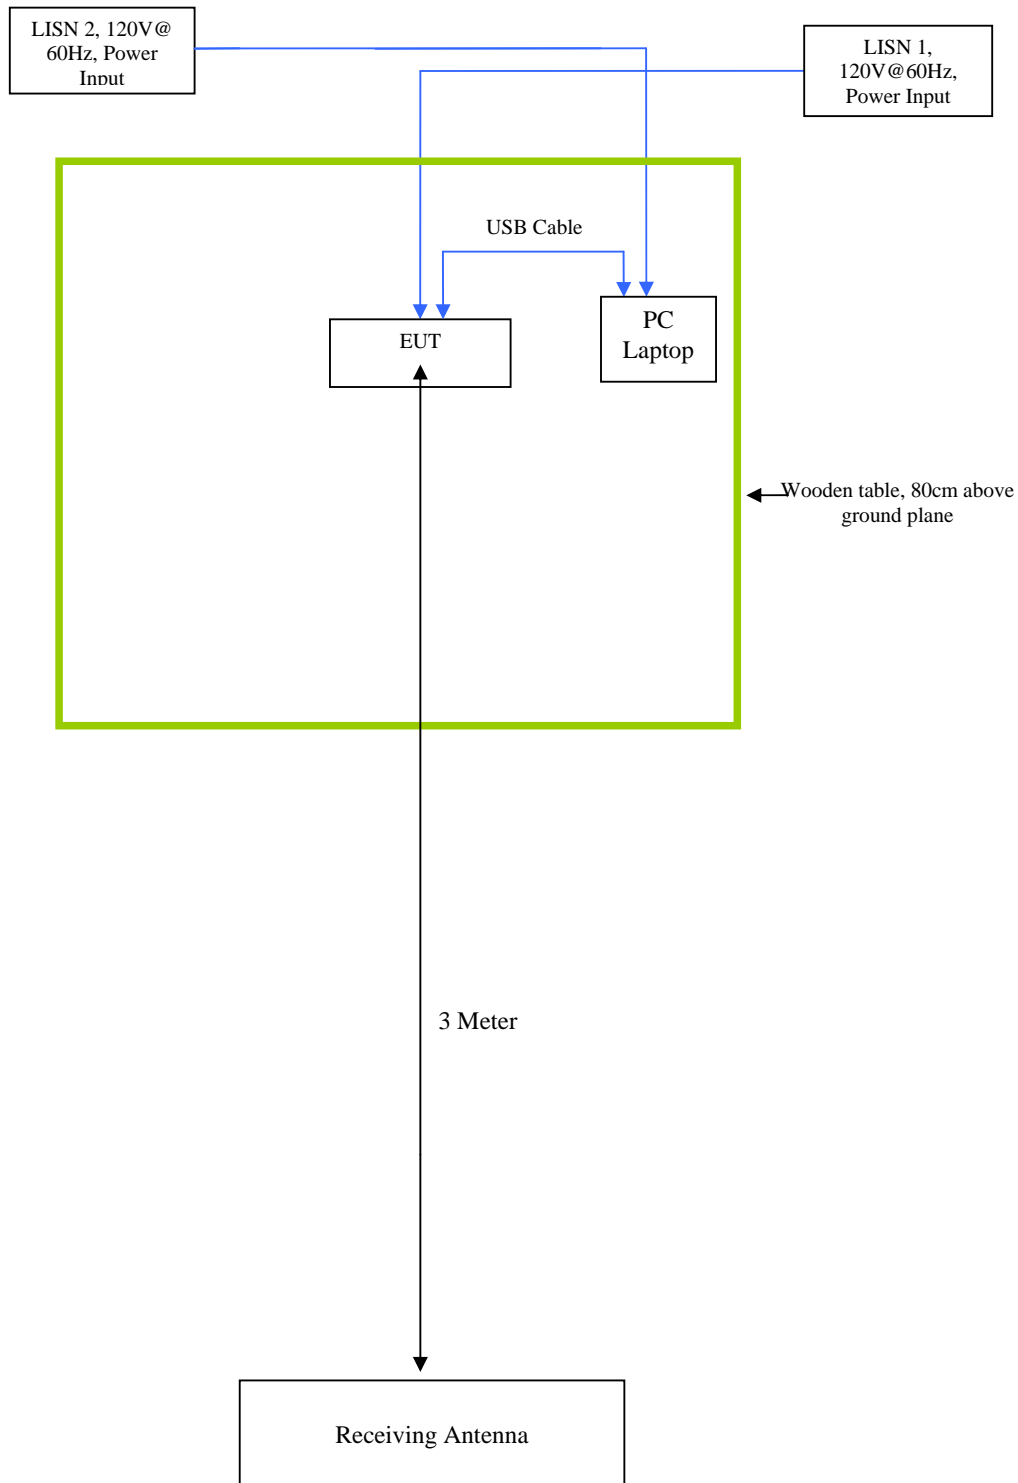 LISN 2, 120V@
60Hz, Power
Input
LISN 1,
120V@60Hz,
Power Input
USB Cable
EUT
PC
Laptop
Wooden table, 80cm above
ground plane
3 Meter
Receiving Antenna